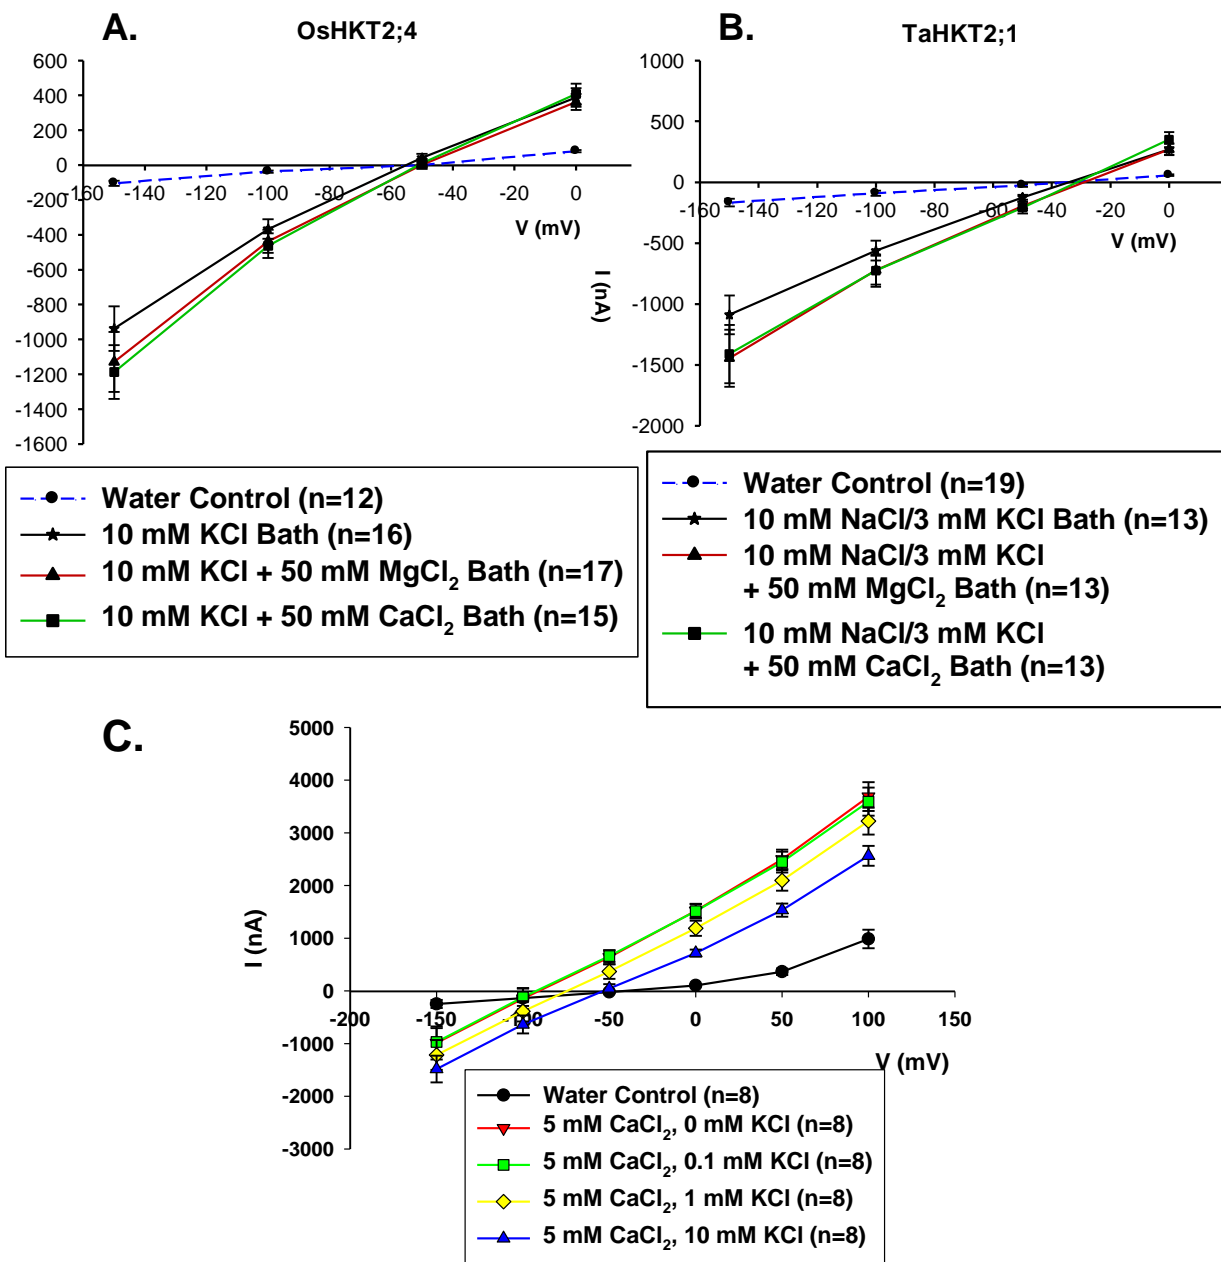 A.
OsHKT2;4
B.
TaHKT2;1
600
400
200
0
-200
-400
-600
-800
-1000
-1200
-1400
-1600
-160
-140
-120
-100
-80
-60
-40
-20
0
V (mV)
1000
500
0
-500
-1000
-1500
-2000
-160
-140
-120
-100
-80
-60
-40
-20
0
V (mV)
I (nA)
Water Control (n=12)
10 mM KCl Bath (n=16)
10 mM KCl + 50 mM MgCl₂ Bath (n=17)
10 mM KCl + 50 mM CaCl₂ Bath (n=15)
Water Control (n=19)
10 mM NaCl/3 mM KCl Bath (n=13)
10 mM NaCl/3 mM KCl
+ 50 mM MgCl₂ Bath (n=13)
10 mM NaCl/3 mM KCl
+ 50 mM CaCl₂ Bath (n=13)
C.
5000
4000
3000
2000
1000
0
-1000
-2000
-3000
I (nA)
-200
-150
-100
-50
0
50
100
150
V (mV)
Water Control (n=8)
5 mM CaCl₂, 0 mM KCl (n=8)
5 mM CaCl₂, 0.1 mM KCl (n=8)
5 mM CaCl₂, 1 mM KCl (n=8)
5 mM CaCl₂, 10 mM KCl (n=8)